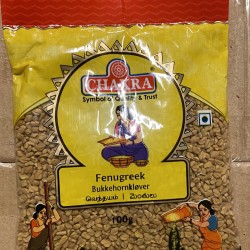 CHAKRA
Symbol of Quality & Trust
Fenugreek
Bukkehornkløver
வெந்தயம் | మెంతులు
100g